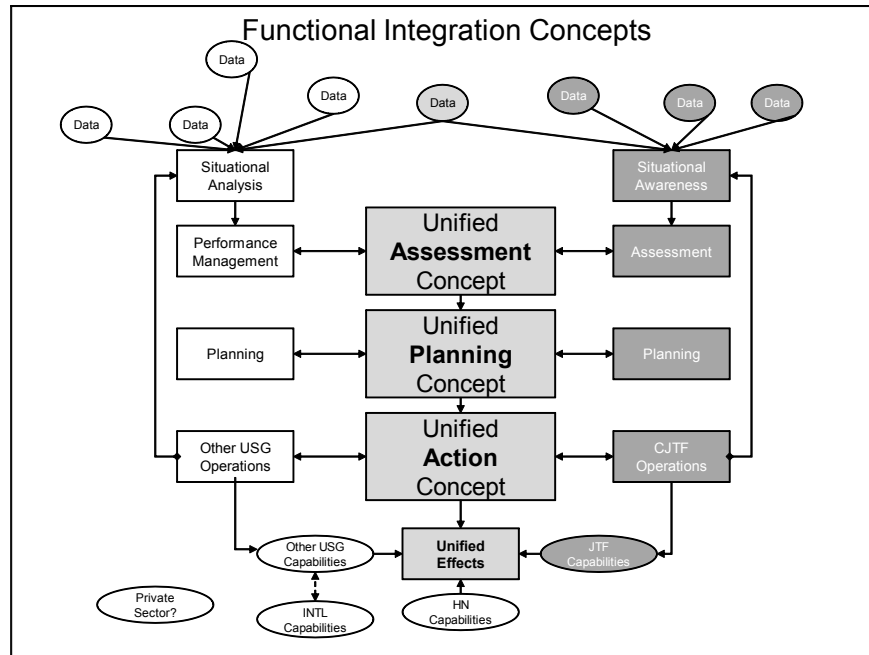 Functional Integration Concepts
Data
Data
Data
Data
Data
Data
Data
Data
Situational
Analysis
Situational
Awareness
Performance
Management
Unified
Assessment
Concept
Assessment
Planning
Unified
Planning
Concept
Planning
Other USG
Operations
Unified
Action
Concept
CJTF
Operations
Other USG
Capabilities
Unified
Effects
JTF
Capabilities
Private
Sector?
INTL
Capabilities
HN
Capabilities